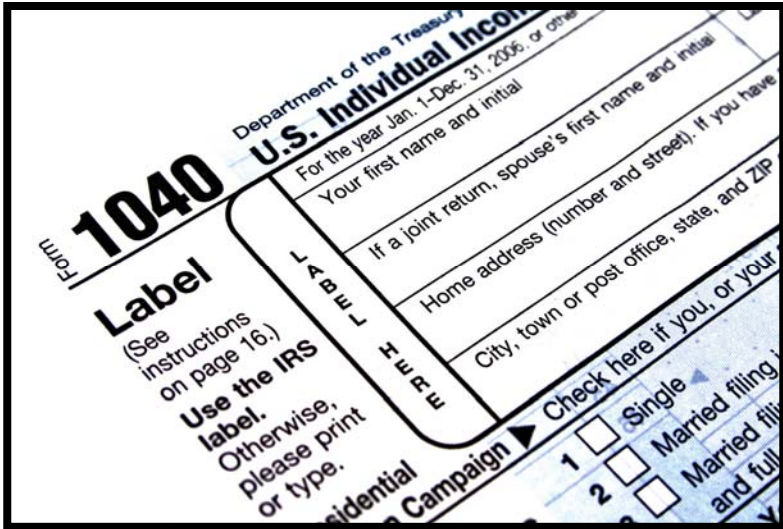 Department of the Treasury
Form 1040 U.S. Individual Incom
For the year Jan. 1–Dec. 31, 2006, or other
Label
(See
instructions
on page 16.)
Use the IRS
label.
Otherwise,
please print
or type.
LABEL HERE
Your first name and initial
If a joint return, spouse's first name and initial
Home address (number and street). If you have
City, town or post office, state, and ZIP
sidential
Campaign ▶ Check here if you, or your
1 Single
2 Married filing
Married fili
and full